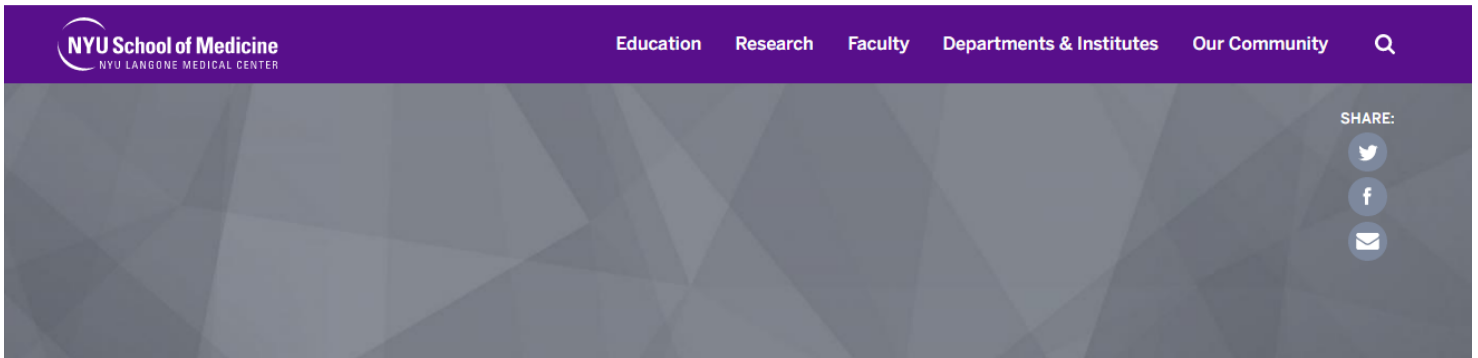 NYU School of Medicine
NYU LANGONE MEDICAL CENTER
Education Research Faculty Departments & Institutes Our Community
SHARE: